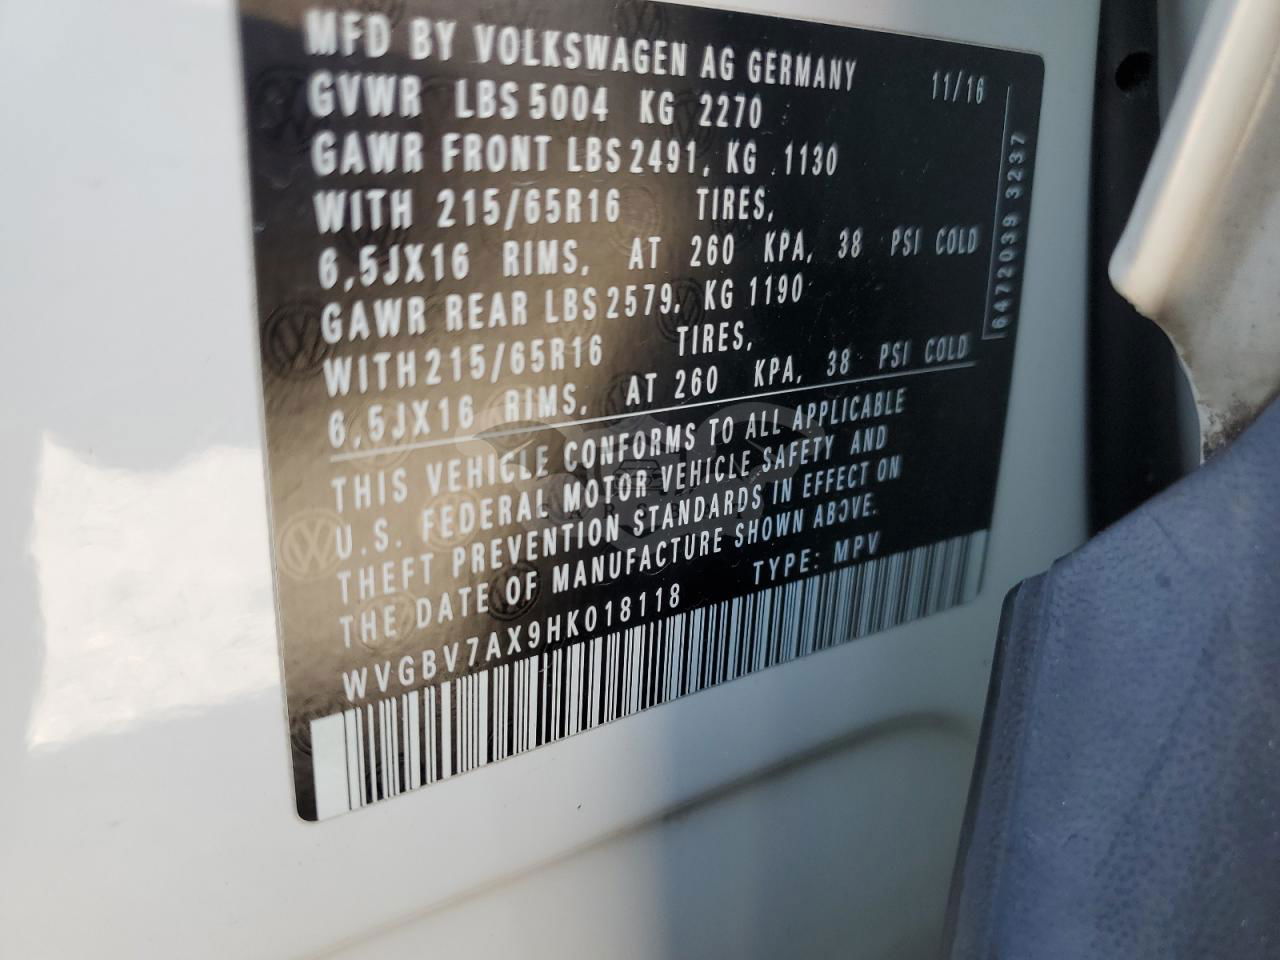 MFD BY VOLKSWAGEN AG GERMANY 11/16
GVWR LBS 5004 KG 2270
GAWR FRONT LBS 2491, KG 1130
WITH 215/65R16 TIRES,
6,5JX16 RIMS, AT 260 KPA, 38 PSI COLD
GAWR REAR LBS 2579, KG 1190
WITH 215/65R16 TIRES,
6,5JX16 RIMS, AT 260 KPA, 38 PSI COLD
THIS VEHICLE CONFORMS TO ALL APPLICABLE
U.S. FEDERAL MOTOR VEHICLE SAFETY AND
THEFT PREVENTION STANDARDS IN EFFECT ON
THE DATE OF MANUFACTURE SHOWN ABOVE.
WVGBV7AX9HK018118 TYPE: MPV
6472039 3237